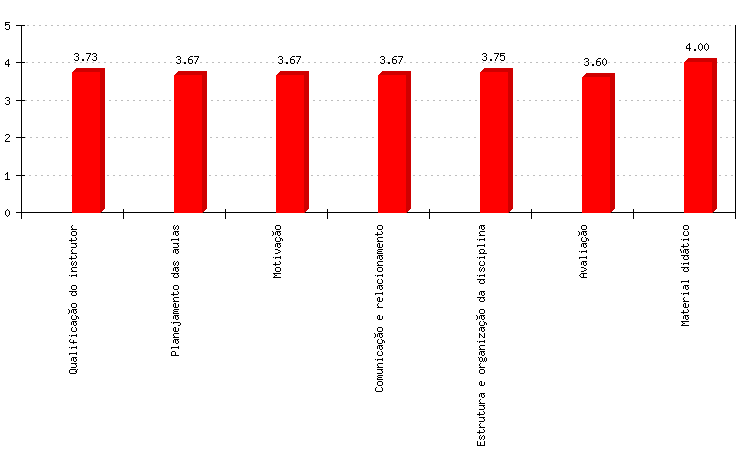 5
4
3
2
1
0
3.73
3.67
3.67
3.67
3.75
3.60
4.00
Qualificação do instrutor
Planejamento das aulas
Motivação
Comunicação e relacionamento
Estrutura e organização da disciplina
Avaliação
Material didático